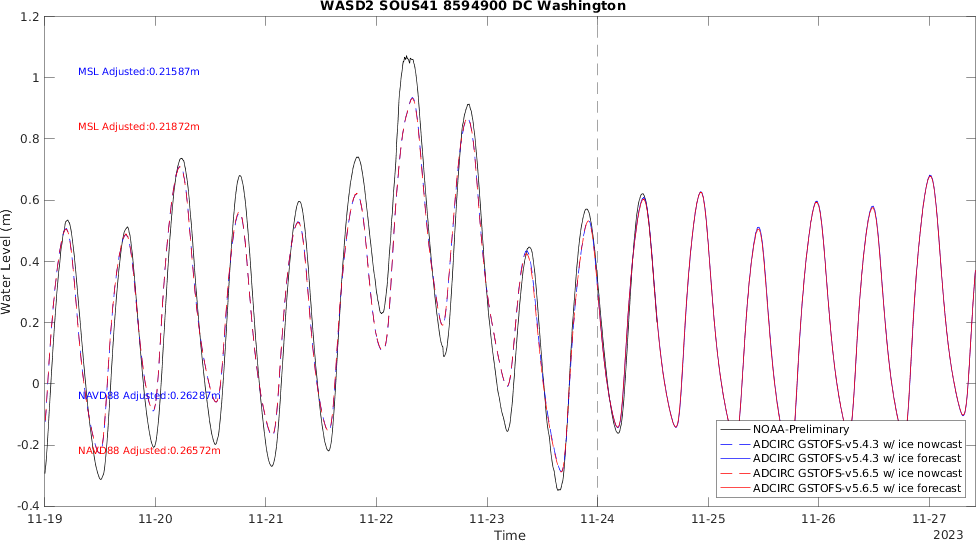 WASD2 SOUS41 8594900 DC Washington
1.2
1
0.8
0.6
0.4
0.2
0
-0.2
-0.4
Water Level (m)
MSL Adjusted:0.21587m
MSL Adjusted:0.21872m
NAVD88 Adjusted:0.26287m
NAVD88 Adjusted:0.26572m
NOAA-Preliminary
ADCIRC GSTOFS-v5.4.3 w/ ice nowcast
ADCIRC GSTOFS-v5.4.3 w/ ice forecast
ADCIRC GSTOFS-v5.6.5 w/ ice nowcast
ADCIRC GSTOFS-v5.6.5 w/ ice forecast
11-19 11-20 11-21 11-22 11-23 11-24 11-25 11-26 11-27
Time
2023